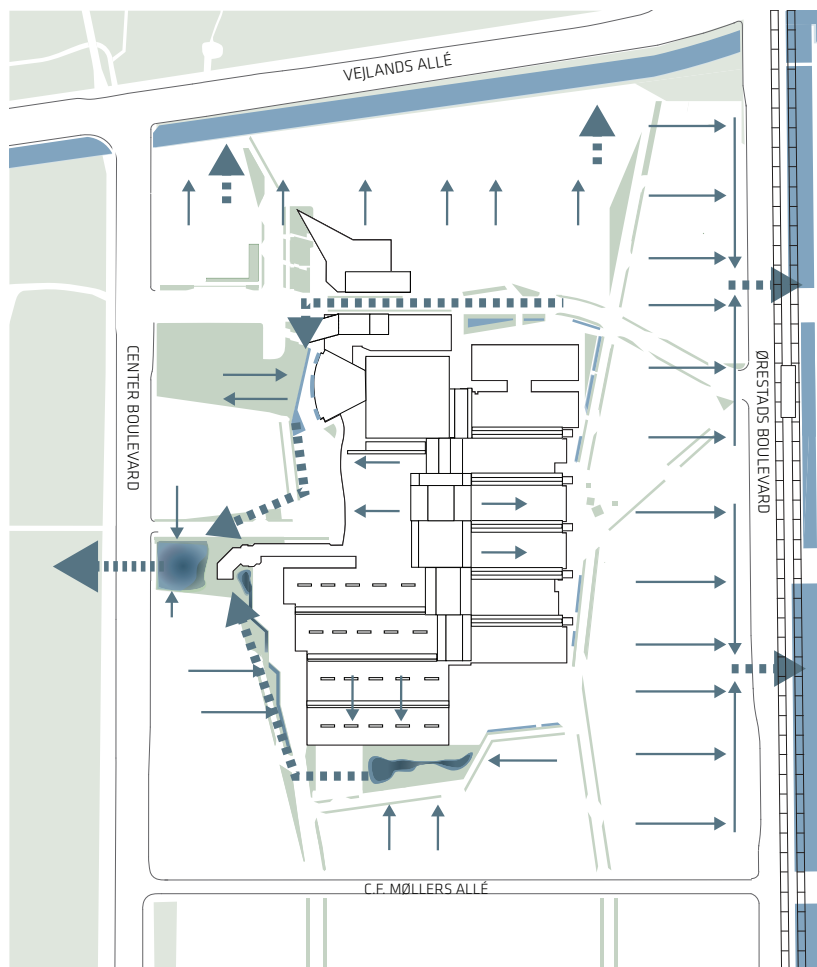 VEJLANDS ALLÉ
CENTER BOULEVARD
ØRESTADS BOULEVARD
C.F. MØLLERS ALLÉ